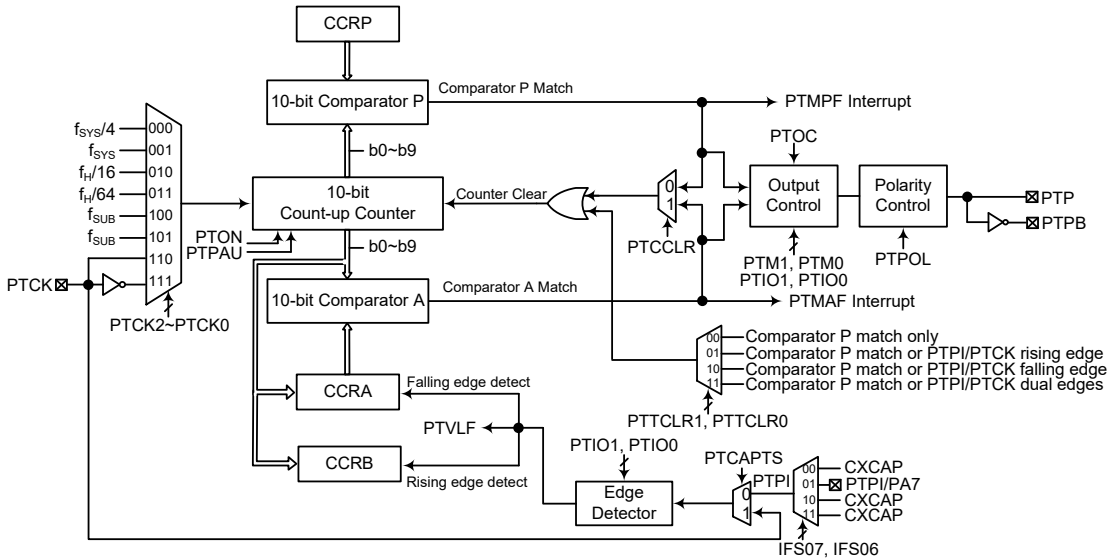 CCRP
10-bit Comparator P
Comparator P Match
PTMPF Interrupt
b0~b9
fSYS/4
fSYS
fH/16
fH/64
fSUB
fSUB
000
001
010
011
100
101
110
111
PTCK
PTCK2~PTCK0
10-bit
Count-up Counter
PTON
PTPAU
b0~b9
Counter Clear
0
1
PTCCLR
PTOC
Output
Control
PTM1, PTM0
PTIO1, PTIO0
Polarity
Control
PTPOL
PTP
PTPB
10-bit Comparator A
Comparator A Match
PTMAF Interrupt
00
01
10
11
Comparator P match only
Comparator P match or PTPI/PTCK rising edge
Comparator P match or PTPI/PTCK falling edge
Comparator P match or PTPI/PTCK dual edges
PTTCLR1, PTTCLR0
CCRA
Falling edge detect
PTVLF
CCRB
Rising edge detect
PTIO1, PTIO0
Edge
Detector
PTCAPTS
PTPI
0
1
00
01
10
11
CXCAP
PTPI/PA7
CXCAP
CXCAP
IFS07, IFS06